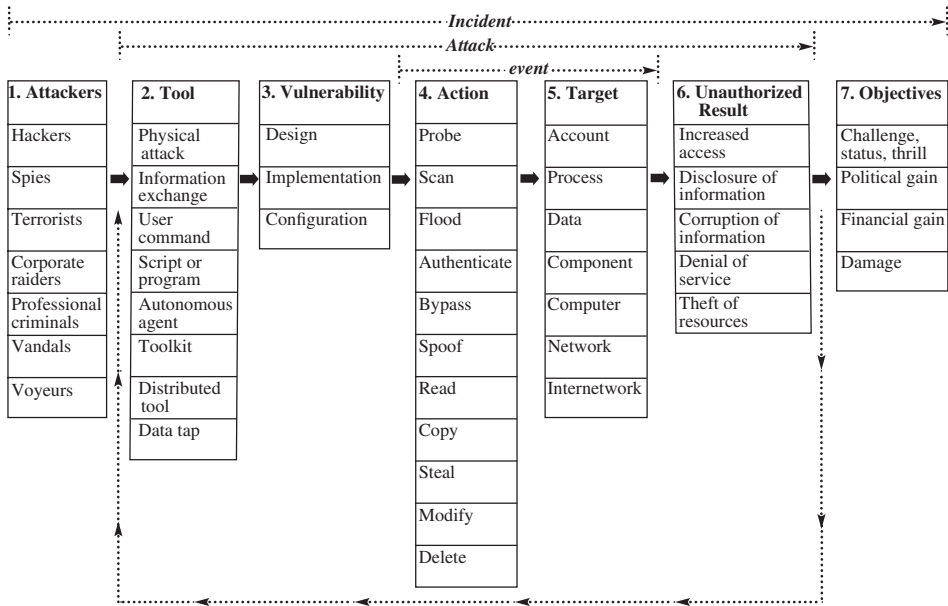 Incident
Attack
event
1. Attackers
Hackers
Spies
Terrorists
Corporate
raiders
Professional
criminals
Vandals
Voyeurs
2. Tool
Physical
attack
Information
exchange
User
command
Script or
program
Autonomous
agent
Toolkit
Distributed
tool
Data tap
3. Vulnerability
Design
Implementation
Configuration
4. Action
Probe
Scan
Flood
Authenticate
Bypass
Spoof
Read
Copy
Steal
Modify
Delete
5. Target
Account
Process
Data
Component
Computer
Network
Internetwork
6. Unauthorized
Result
Increased
access
Disclosure of
information
Corruption of
information
Denial of
service
Theft of
resources
7. Objectives
Challenge,
status, thrill
Political gain
Financial gain
Damage